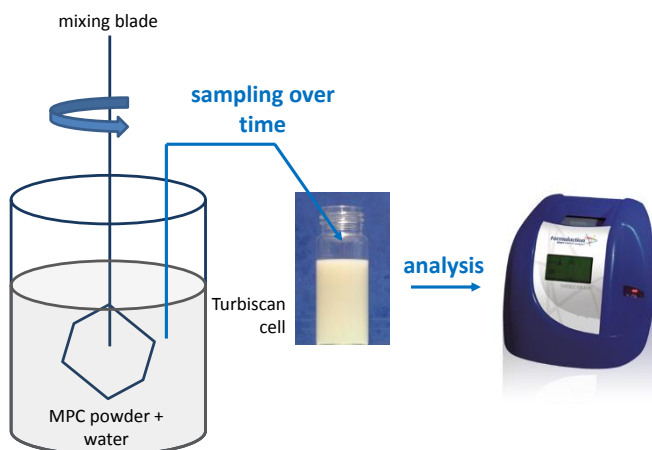 mixing blade
sampling over
time
Turbiscan
cell
analysis
MPC powder +
water
Formulaction